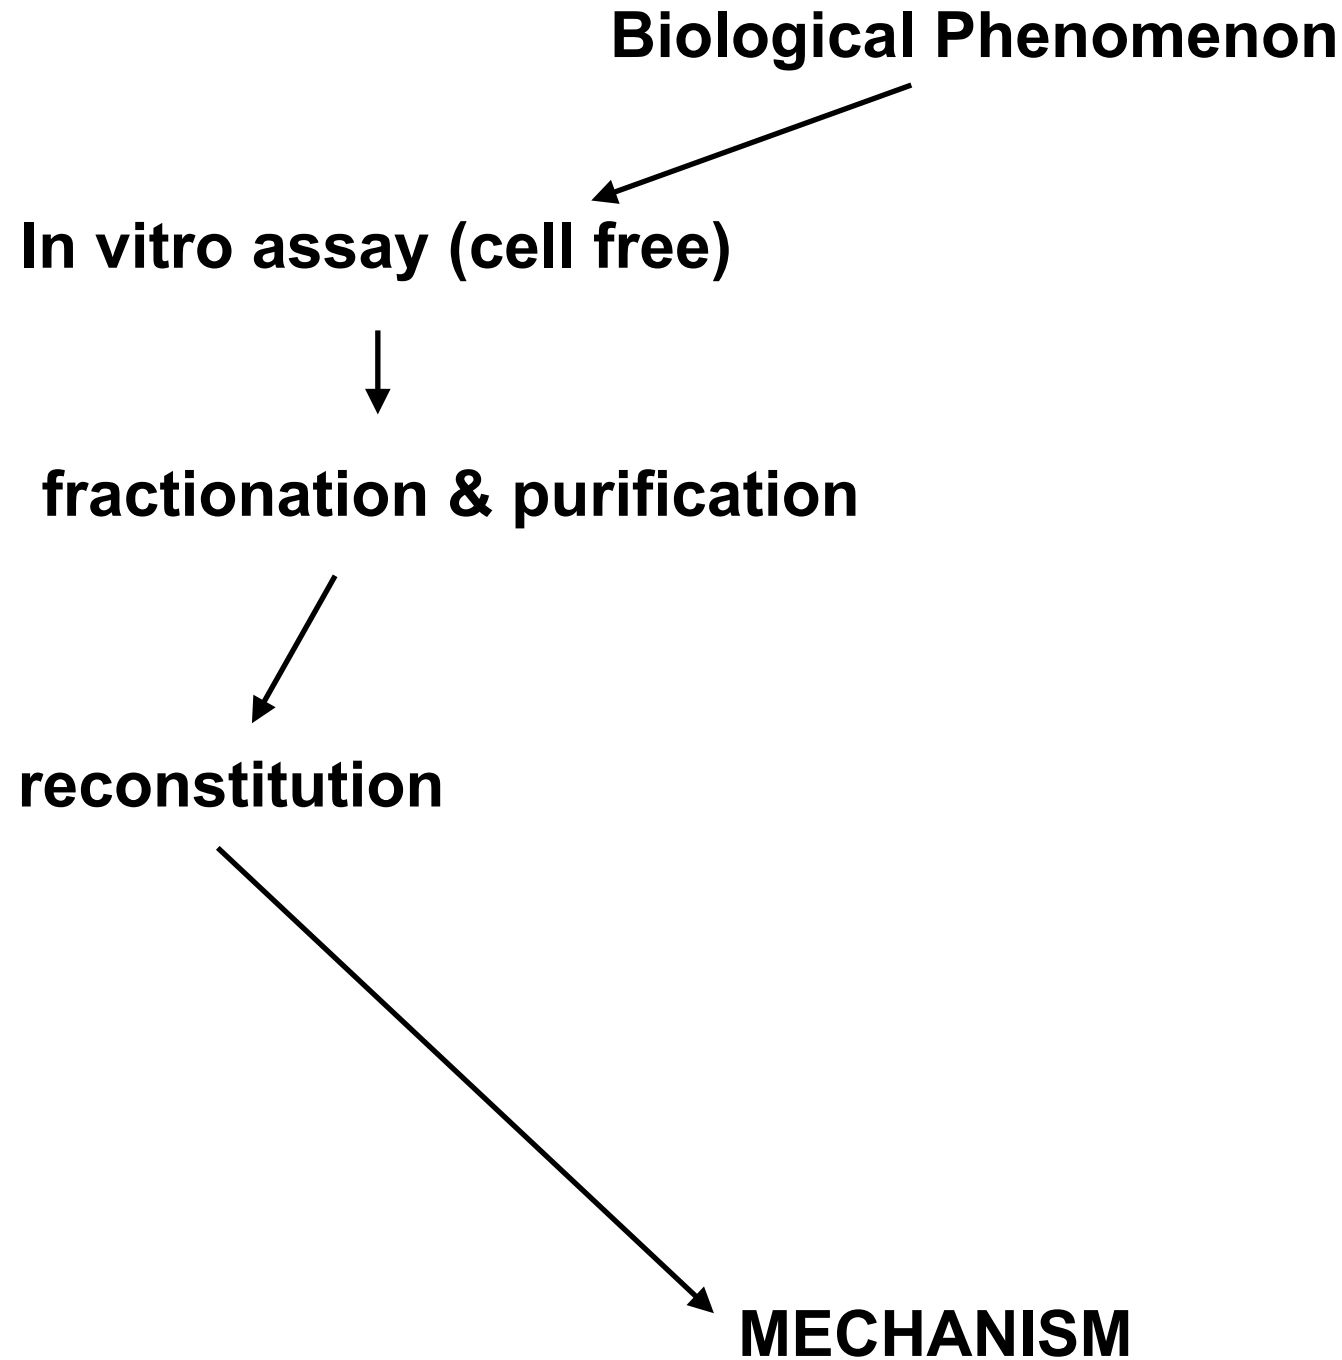 Biological Phenomenon
In vitro assay (cell free)
fractionation & purification
reconstitution
MECHANISM